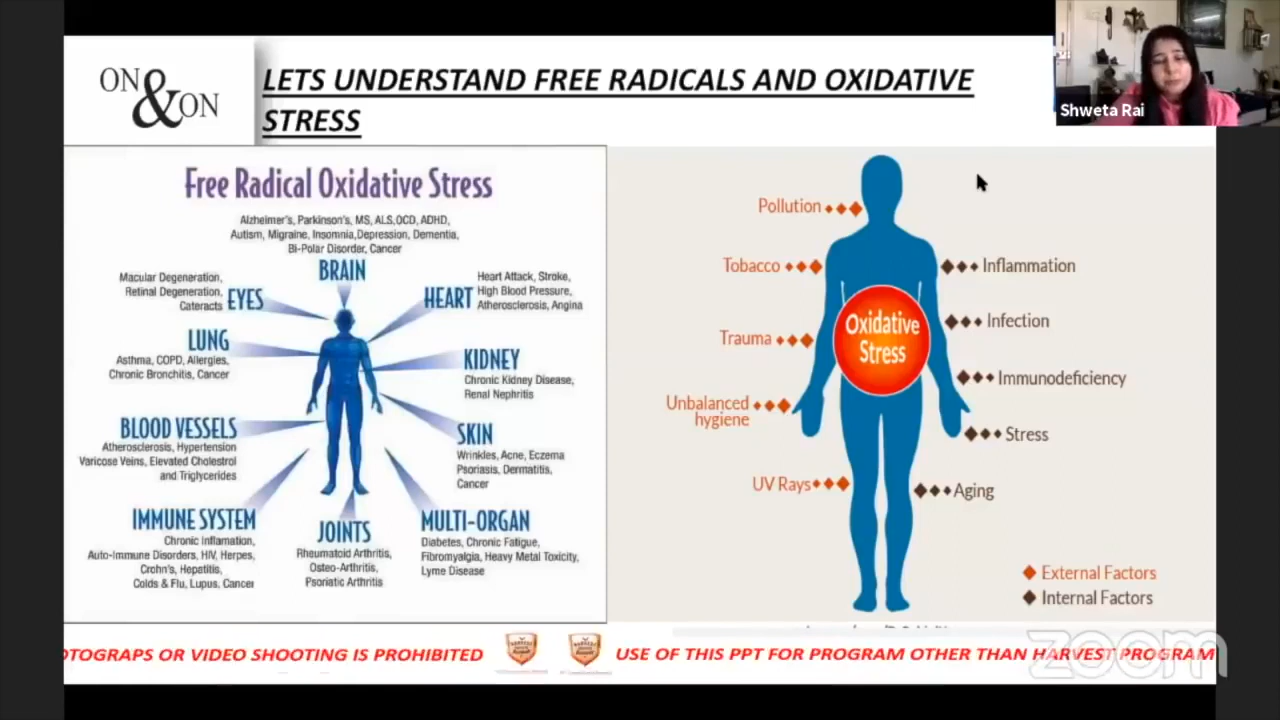 ON
&
ON
LETS UNDERSTAND FREE RADICALS AND OXIDATIVE
STRESS
Shweta Rai
Free Radical Oxidative Stress
Alzheimer's, Parkinson's, MS, ALS,OCD, ADHD,
Autism, Migraine, Insomnia,Depression, Dementia,
Bi-Polar Disorder, Cancer
BRAIN
Macular Degeneration,
Retinal Degeneration,
Cateracts
EYES
HEART
Heart Attack, Stroke,
High Blood Pressure,
Atherosclerosis, Angina
LUNG
Asthma, COPD, Allergies,
Chronic Bronchitis, Cancer
KIDNEY
Chronic Kidney Disease,
Renal Nephritis
BLOOD VESSELS
Atherosclerosis, Hypertension
Varicose Veins, Elevated Cholestrol
and Triglycerides
SKIN
Wrinkles, Acne, Eczema
Psoriasis, Dermatitis,
Cancer
IMMUNE SYSTEM
Chronic Inflamation,
Auto-Immune Disorders, HIV, Herpes,
Crohn's, Hepatitis,
Colds & Flu, Lupus, Cancer
JOINTS
Rheumatoid Arthritis,
Osteo-Arthritis,
Psoriatic Arthritis
MULTI-ORGAN
Diabetes, Chronic Fatigue,
Fibromyalgia, Heavy Metal Toxicity,
Lyme Disease
Pollution
Tobacco
Trauma
Unbalanced
hygiene
UV Rays
Oxidative
Stress
Inflammation
Infection
Immunodeficiency
Stress
Aging
External Factors
Internal Factors
OTOGRAPS OR VIDEO SHOOTING IS PROHIBITED
USE OF THIS PPT FOR PROGRAM OTHER THAN HARVEST PROGRAM
zoom